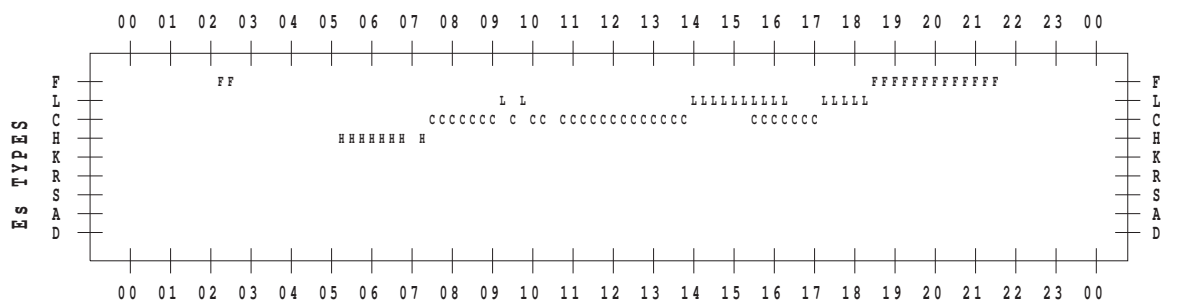 00 01 02 03 04 05 06 07 08 09 10 11 12 13 14 15 16 17 18 19 20 21 22 23 00
F FF FFFFFFFFFFFFF F
L L L LLLLLLLLLL LLLLL L
C CCCCCCC C CC CCCCCCCCCCCCC CCCCCCC C
H HHHHHHH H H
K K
R R
S S
A A
D D
Es TYPES
00 01 02 03 04 05 06 07 08 09 10 11 12 13 14 15 16 17 18 19 20 21 22 23 00